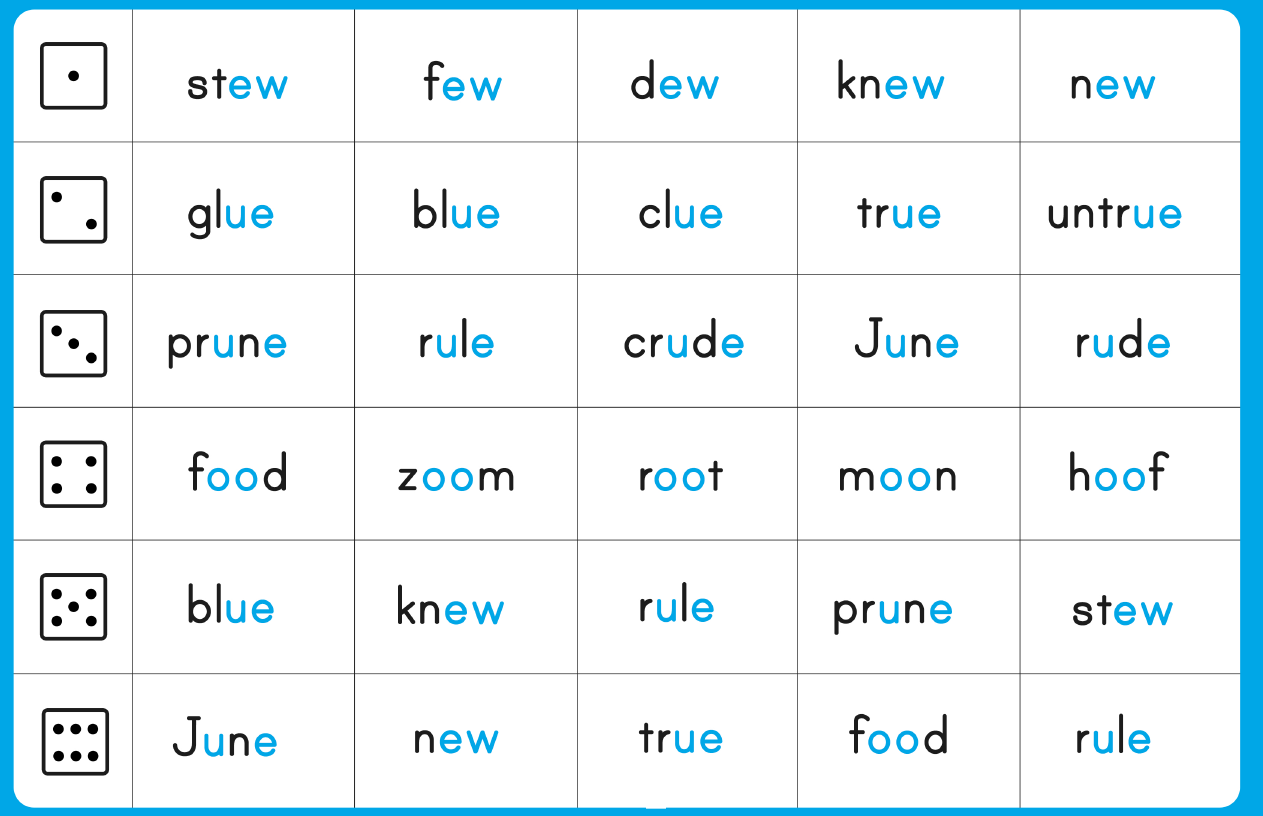 stew few dew knew new
glue blue clue true untrue
prune rule crude June rude
food zoom root moon hoof
blue knew rule prune stew
June new true food rule